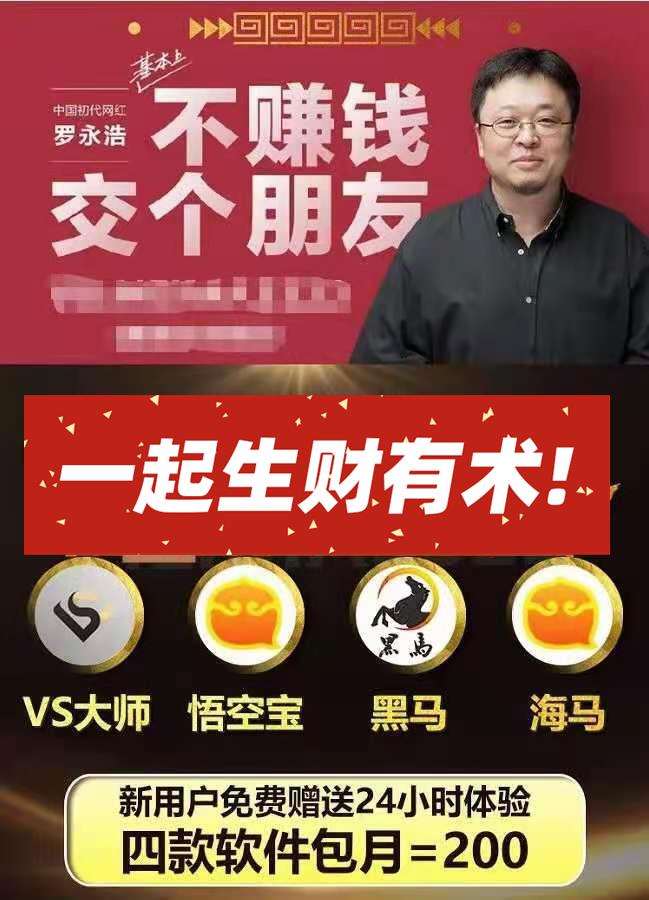 基本上
中国初代网红
罗永浩
不赚钱
交个朋友
一起生财有术!
黑馬
VS大师 悟空宝 黑马 海马
新用户免费赠送24小时体验
四款软件包月=200